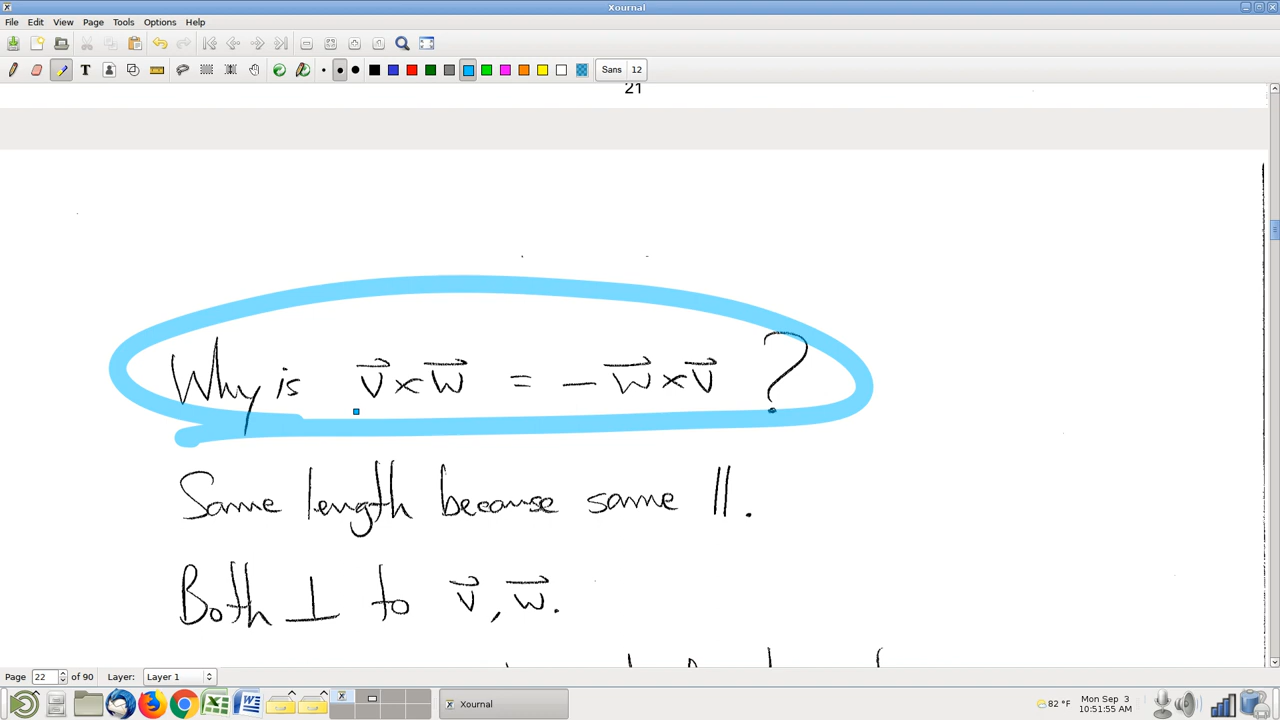 Xournal
File Edit View Page Tools Options Help
Sans 12
21
Why is v⃗ × w⃗ = − w⃗ × v⃗ ?
Same length because same ||.
Both ⊥ to v⃗, w⃗.
Page 22 of 90 Layer: Layer 1
Xournal
82 °F
Mon Sep 3
10:51:55 AM